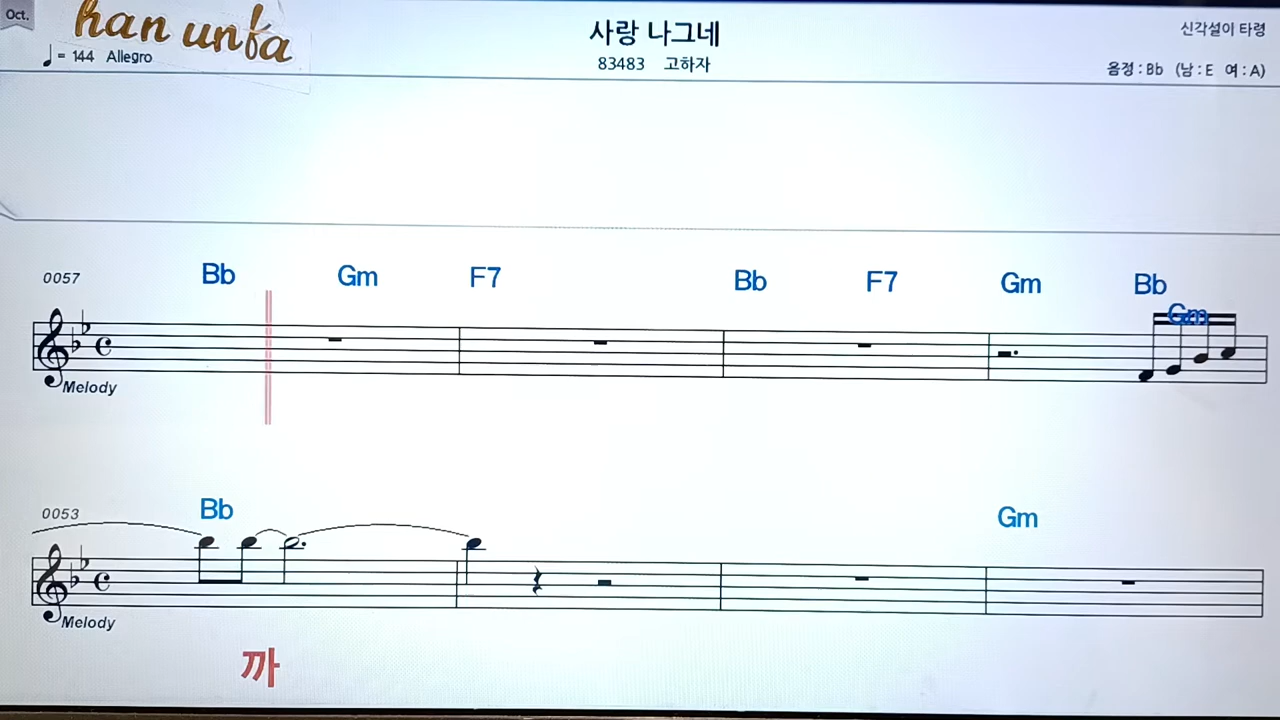 Oct.
han unfa
♩ = 144 Allegro
사랑 나그네
83483 고하자
신각설이 타령
음정 : Bb (남 : E 여 : A)
0057
Bb Gm F7 Bb F7 Gm Bb
Gm
Melody
0053
Bb Gm
Melody
까